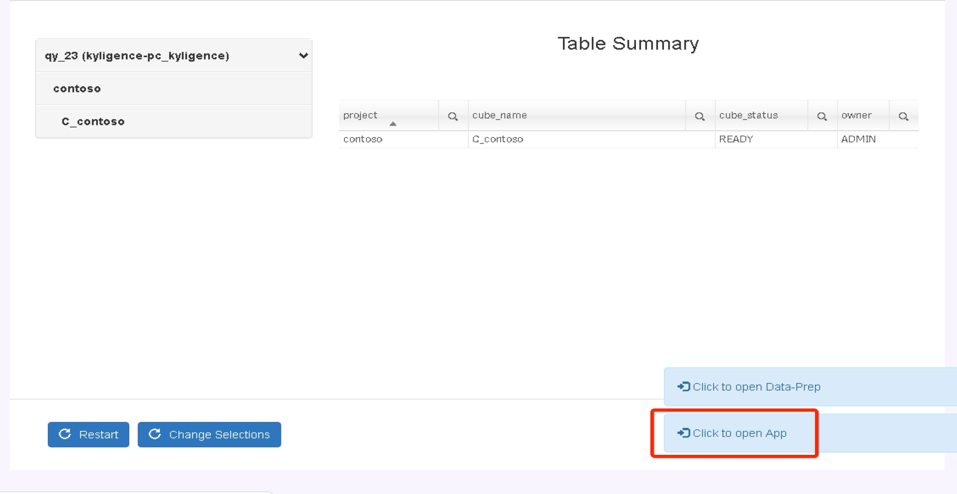 qy_23 (kyligence-pc_kyligence)
contoso
C_contoso
Table Summary
project cube_name cube_status owner
contoso C_contoso READY ADMIN
Click to open Data-Prep
Click to open App
Restart Change Selections